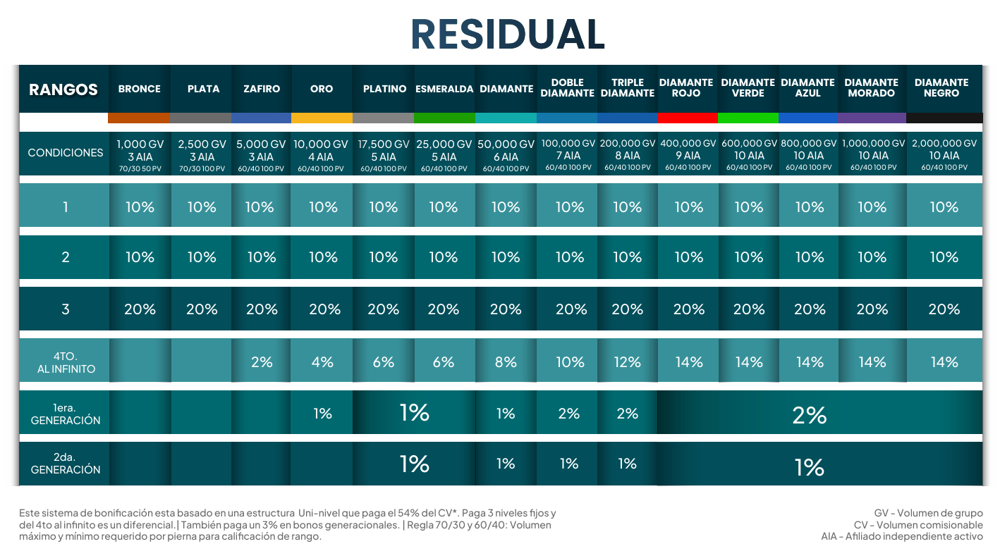 RESIDUAL
RANGOS BRONCE PLATA ZAFIRO ORO PLATINO ESMERALDA DIAMANTE DOBLE DIAMANTE TRIPLE DIAMANTE DIAMANTE ROJO DIAMANTE VERDE DIAMANTE AZUL DIAMANTE MORADO DIAMANTE NEGRO
CONDICIONES
1,000 GV 2,500 GV 5,000 GV 10,000 GV 17,500 GV 25,000 GV 50,000 GV 100,000 GV 200,000 GV 400,000 GV 600,000 GV 800,000 GV 1,000,000 GV 2,000,000 GV
3 AIA 3 AIA 3 AIA 4 AIA 5 AIA 5 AIA 6 AIA 7 AIA 8 AIA 9 AIA 10 AIA 10 AIA 10 AIA 10 AIA
70/30 50 PV 70/30 100 PV 60/40 100 PV 60/40 100 PV 60/40 100 PV 60/40 100 PV 60/40 100 PV 60/40 100 PV 60/40 100 PV 60/40 100 PV 60/40 100 PV 60/40 100 PV 60/40 100 PV 60/40 100 PV
1 10% 10% 10% 10% 10% 10% 10% 10% 10% 10% 10% 10% 10% 10%
2 10% 10% 10% 10% 10% 10% 10% 10% 10% 10% 10% 10% 10% 10%
3 20% 20% 20% 20% 20% 20% 20% 20% 20% 20% 20% 20% 20% 20%
4TO.
AL INFINITO 2% 4% 6% 6% 8% 10% 12% 14% 14% 14% 14% 14%
1era.
GENERACIÓN 1% 1% 1% 2% 2% 2%
2da.
GENERACIÓN 1% 1% 1% 1% 1%
Este sistema de bonificación esta basado en una estructura Uni-nivel que paga el 54% del CV*. Paga 3 niveles fijos y
del 4to al infinito es un diferencial.| También paga un 3% en bonos generacionales. | Regla 70/30 y 60/40: Volumen
máximo y mínimo requerido por pierna para calificación de rango.
GV - Volumen de grupo
CV - Volumen comisionable
AIA - Afiliado independiente activo